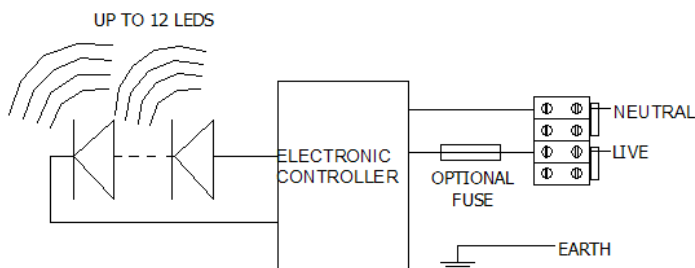 UP TO 12 LEDS
NEUTRAL
ELECTRONIC
CONTROLLER
LIVE
OPTIONAL
FUSE
EARTH